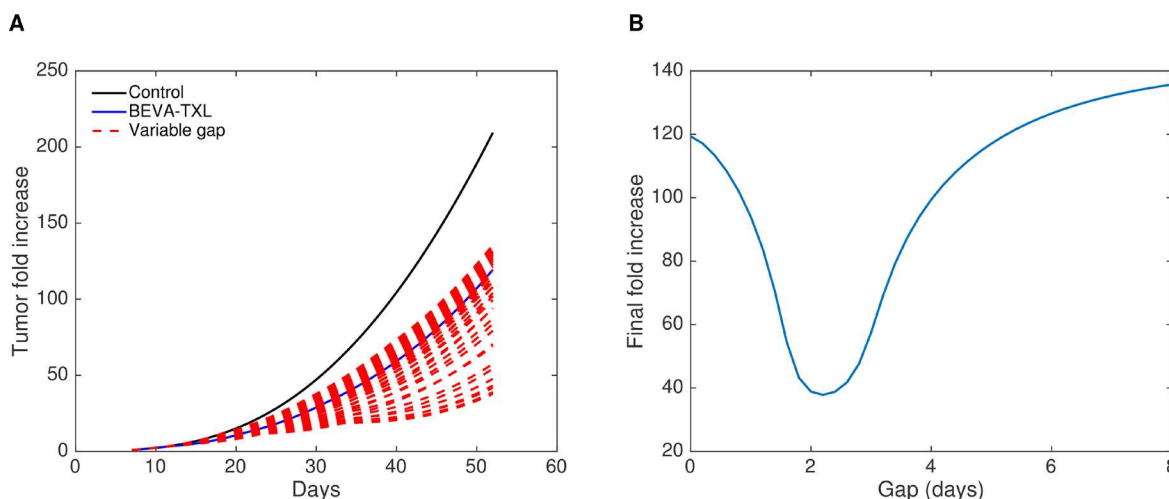 A
250
200
150
100
50
0
Tumor fold increase
Control
BEVA-TXL
Variable gap
0 10 20 30 40 50 60
Days
B
140
120
100
80
60
40
20
Final fold increase
0 2 4 6 8
Gap (days)